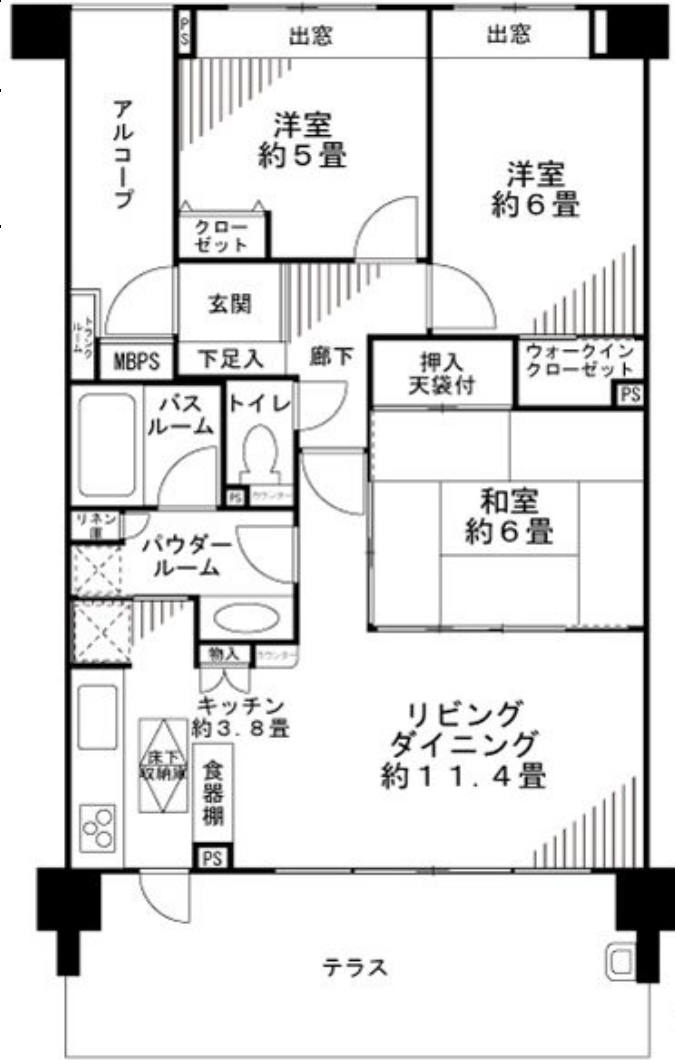 PS
出窓
出窓
アルコープ
洋室
約5畳
洋室
約6畳
クロー
ゼット
玄関
トランク
ルーム
MBPS
下足入
廊下
押入
天袋付
ウォークイン
クローゼット
PS
バス
ルーム
トイレ
PS
カウンター
和室
約6畳
リネン
庫
パウダー
ルーム
物入
カウンター
キッチン
約3.8畳
リビング
ダイニング
約11.4畳
床下
収納庫
食器棚
PS
テラス